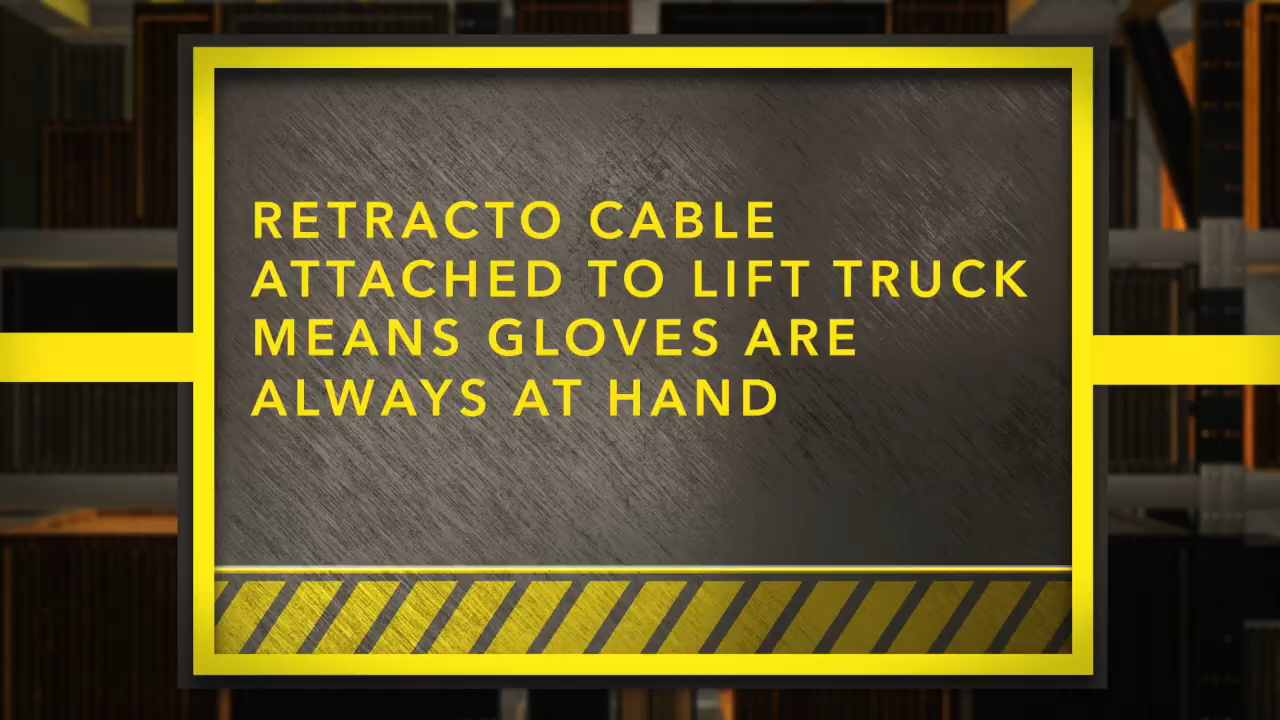 RETRACTO CABLE
ATTACHED TO LIFT TRUCK
MEANS GLOVES ARE
ALWAYS AT HAND